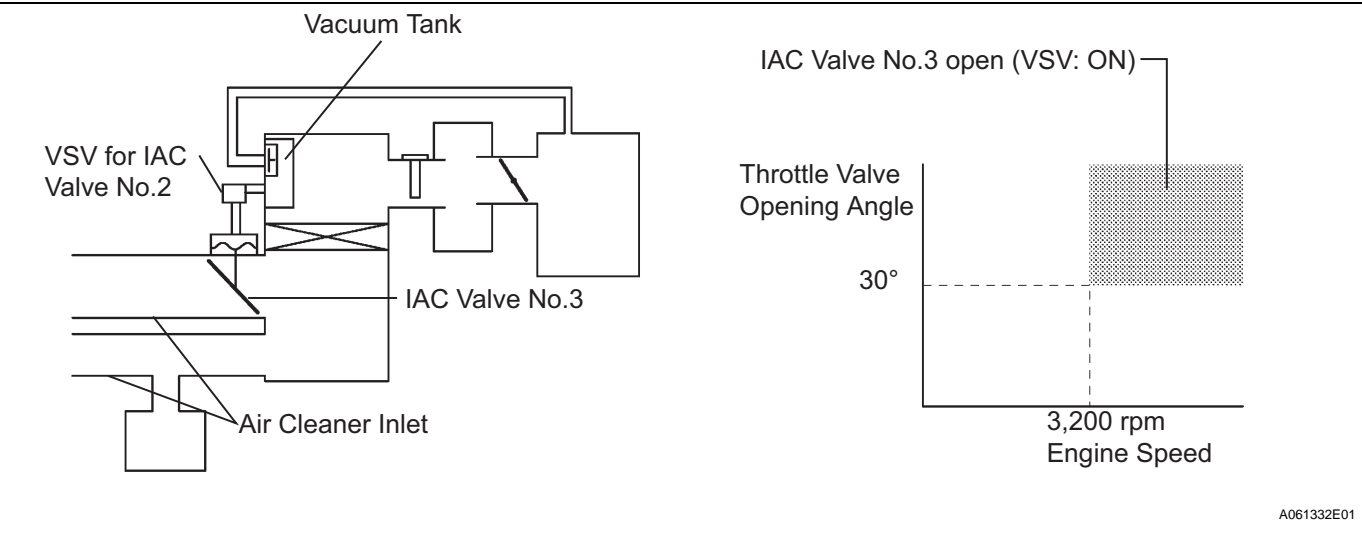 Vacuum Tank
VSV for IAC
Valve No.2
IAC Valve No.3
Air Cleaner Inlet
IAC Valve No.3 open (VSV: ON)
Throttle Valve
Opening Angle
30°
3,200 rpm
Engine Speed
A061332E01